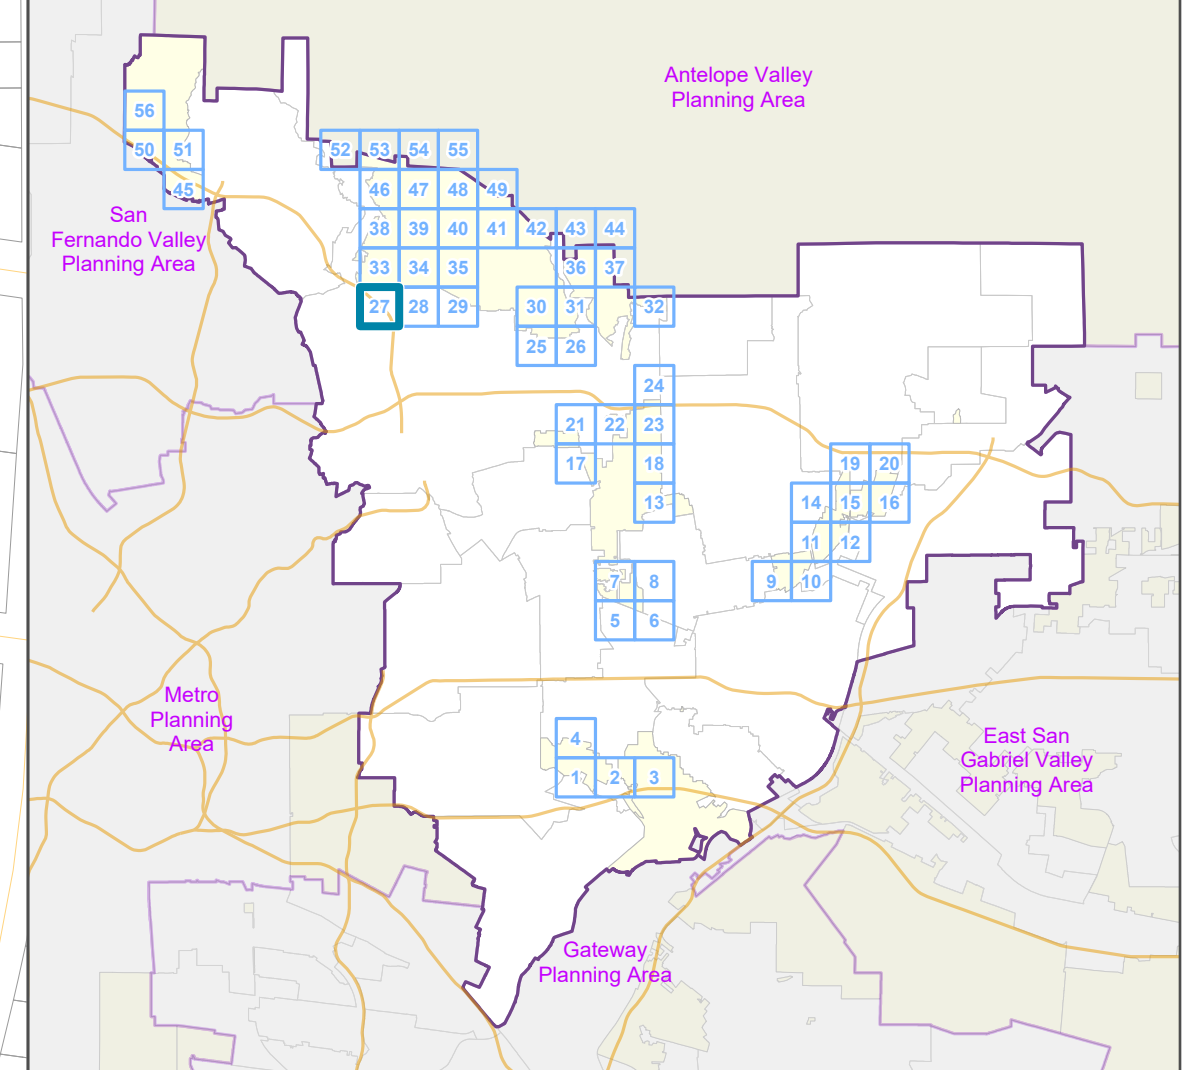 Antelope Valley
Planning Area
56
50 51
52 53 54 55
45
46 47 48 49
San
Fernando Valley
Planning Area
38 39 40 41 42 43 44
33 34 35 36 37
27 28 29 30 31 32
25 26
24
21 22 23
17 18 19 20
13 14 15 16
11 12
7 8 9 10
5 6
Metro
Planning
Area
4
East San
Gabriel Valley
Planning Area
1 2 3
Gateway
Planning Area